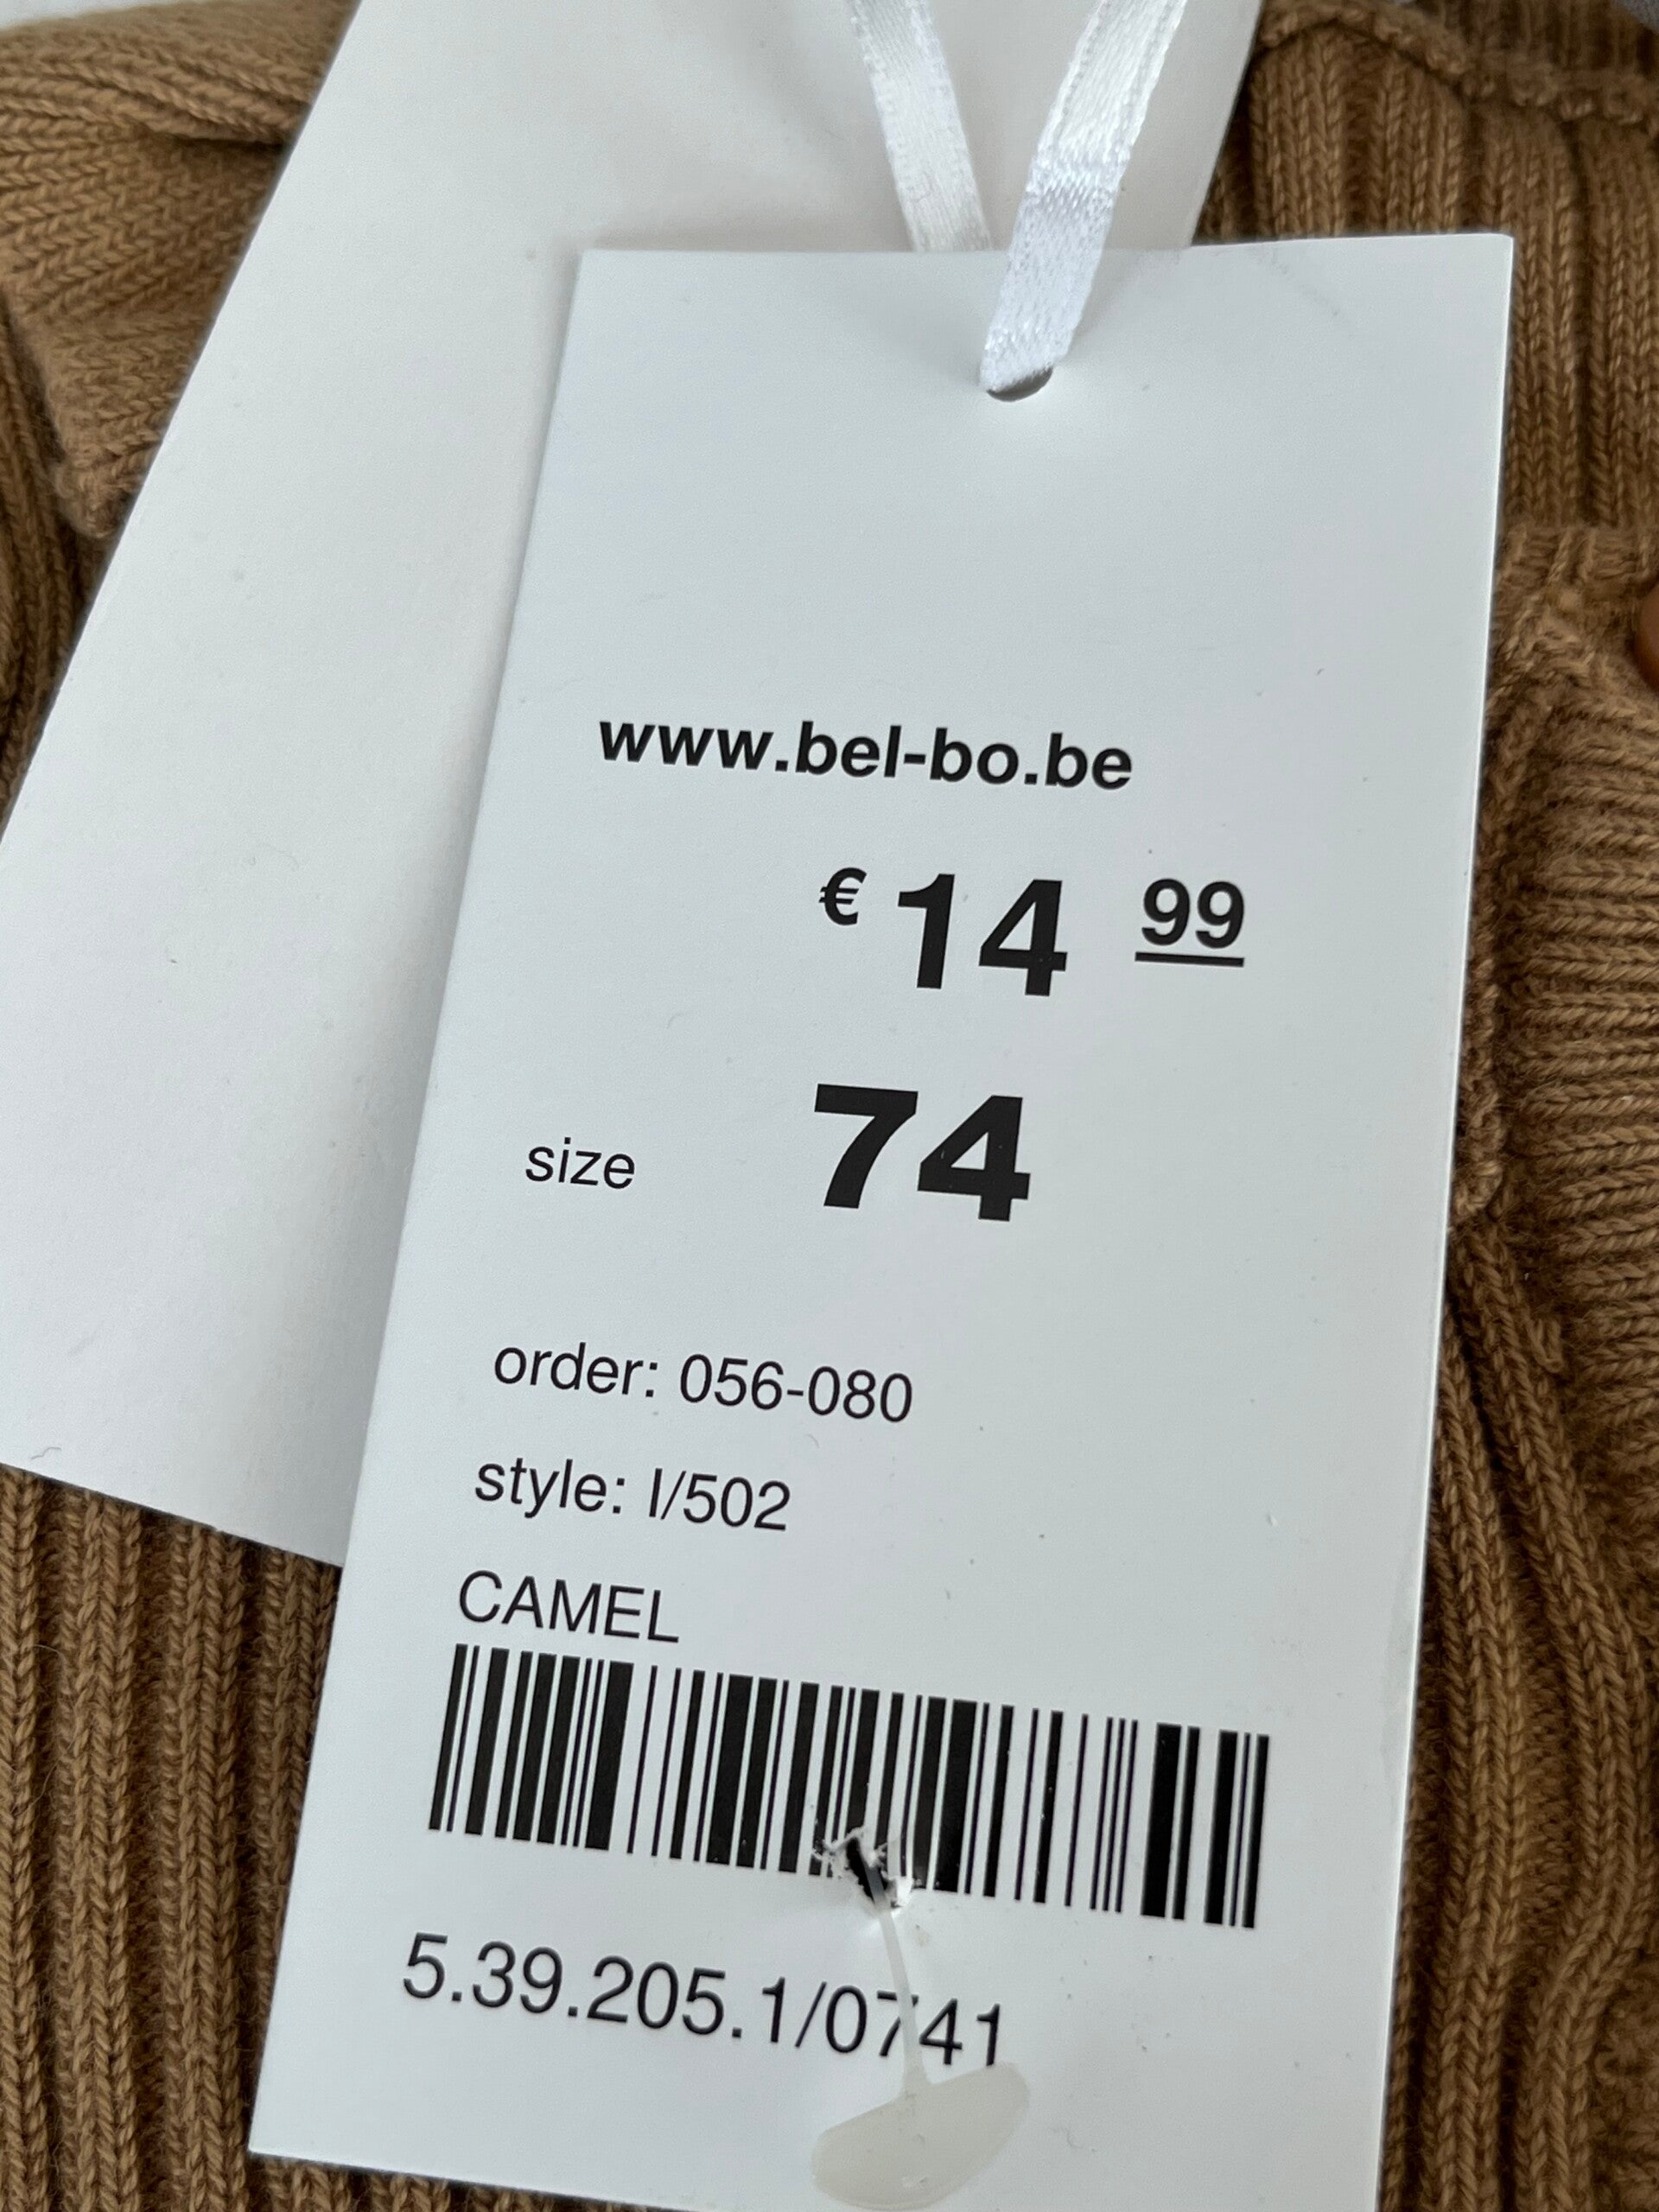 www.bel-bo.be
€ 14 99
size 74
order: 056-080
style: I/502
CAMEL
5.39.205.1/0741